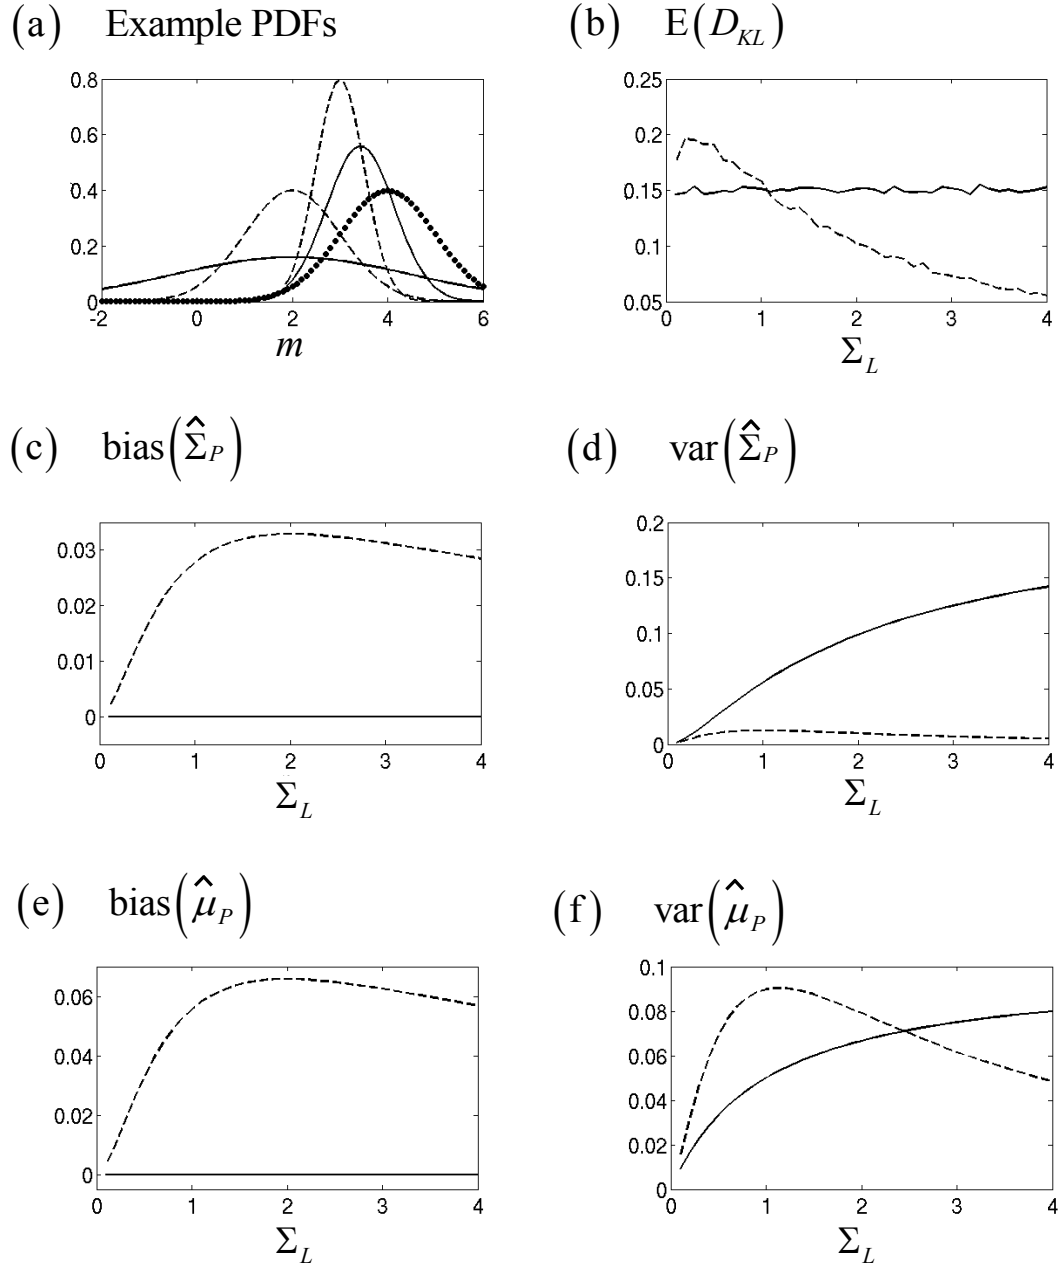 (a) Example PDFs
0.8
0.6
0.4
0.2
0
-2 0 2 4 6
m
(b) E(D_{KL})
0.25
0.2
0.15
0.1
0.05
0 1 2 3 4
Σ_L
(c) bias(Σ̂_P)
0.03
0.02
0.01
0
0 1 2 3 4
Σ_L
(d) var(Σ̂_P)
0.2
0.15
0.1
0.05
0
0 1 2 3 4
Σ_L
(e) bias(μ̂_P)
0.06
0.04
0.02
0
0 1 2 3 4
Σ_L
(f) var(μ̂_P)
0.1
0.08
0.06
0.04
0.02
0
0 1 2 3 4
Σ_L